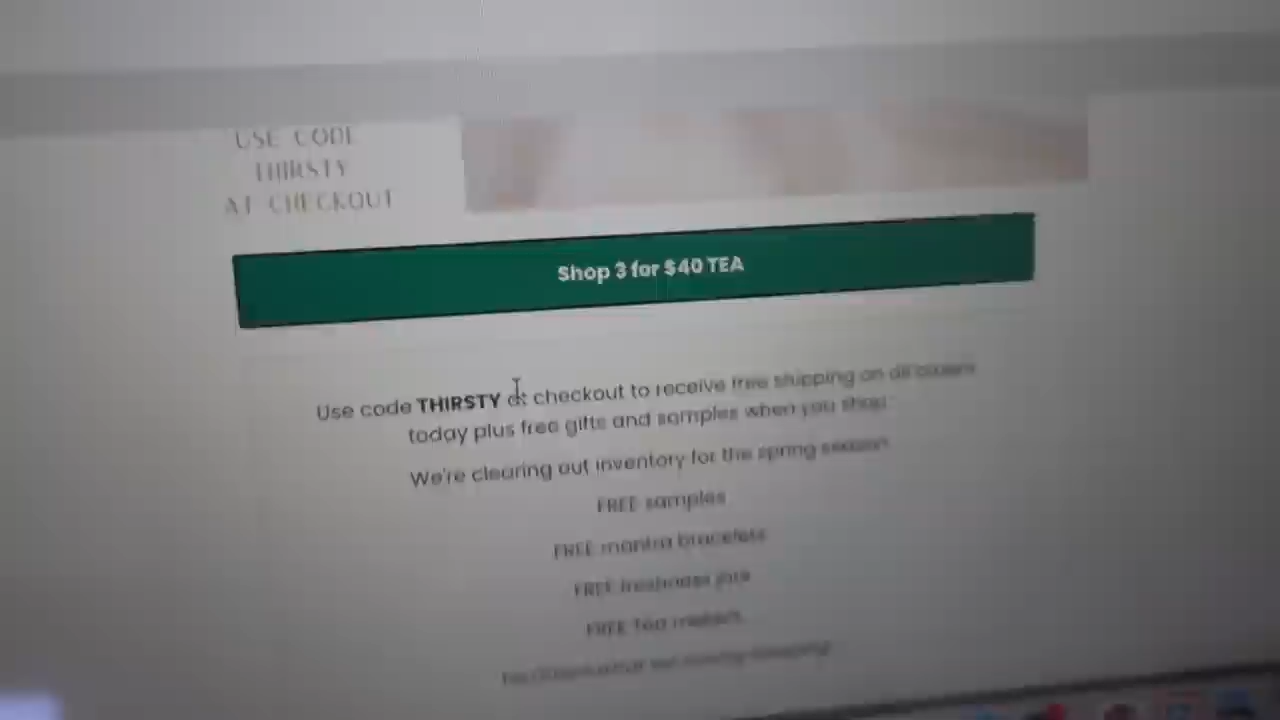 USE CODE
THIRSTY
AT CHECKOUT
Shop 3 for $40 TEA
Use code THIRSTY at checkout to receive free shipping on all orders
today plus free gifts and samples when you shop
We're clearing out inventory for the spring season
FREE samples
FREE mantra bracelets
FREE freshness jars
FREE Tea makers